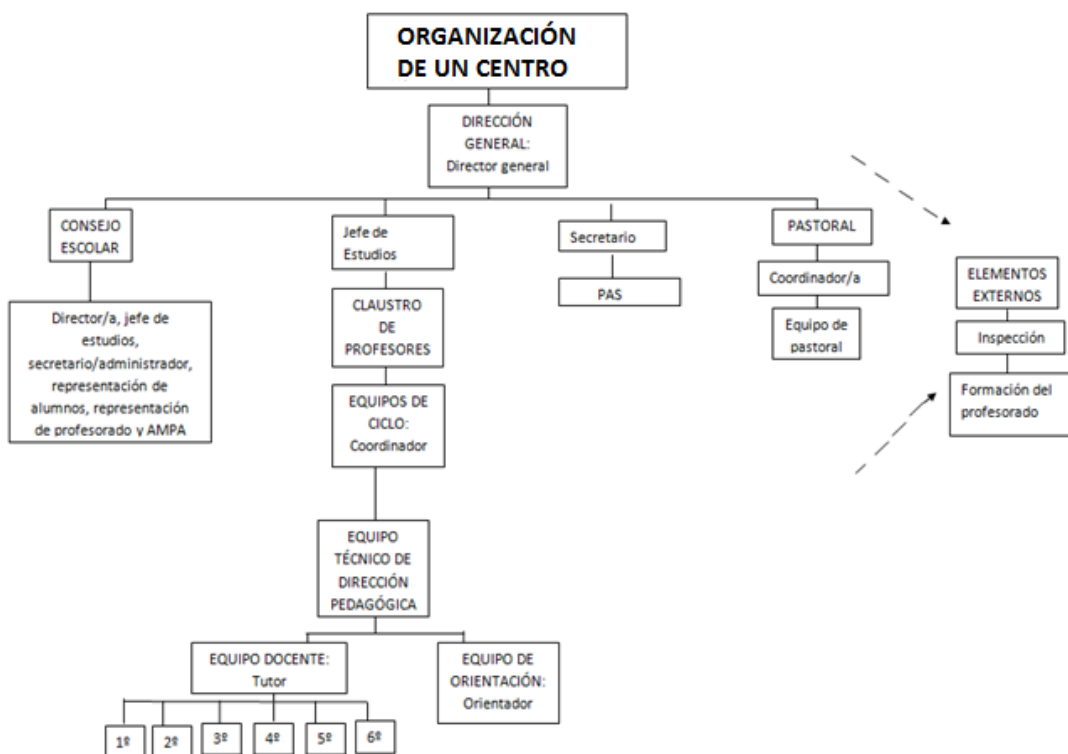 ORGANIZACIÓN
DE UN CENTRO
DIRECCIÓN
GENERAL:
Director general
CONSEJO
ESCOLAR
Director/a, jefe de
estudios,
secretario/administrador,
representación de
alumnos, representación
de profesorado y AMPA
Jefe de
Estudios
CLAUSTRO
DE
PROFESORES
EQUIPOS DE
CICLO:
Coordinador
EQUIPO
TÉCNICO DE
DIRECCIÓN
PEDAGÓGICA
EQUIPO DOCENTE:
Tutor
1º
2º
3º
4º
5º
6º
EQUIPO DE
ORIENTACIÓN:
Orientador
Secretario
PAS
PASTORAL
Coordinador/a
Equipo de
pastoral
ELEMENTOS
EXTERNOS
Inspección
Formación del
profesorado